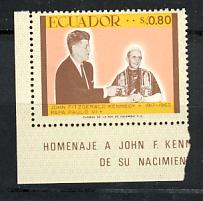 ECUADOR S/.0,80
JOHN FITZGERALD KENNEDY 1917-1963
PAPA PAULO VI
HOMENAJE A JOHN F. KENN
DE SU NACIMIEN